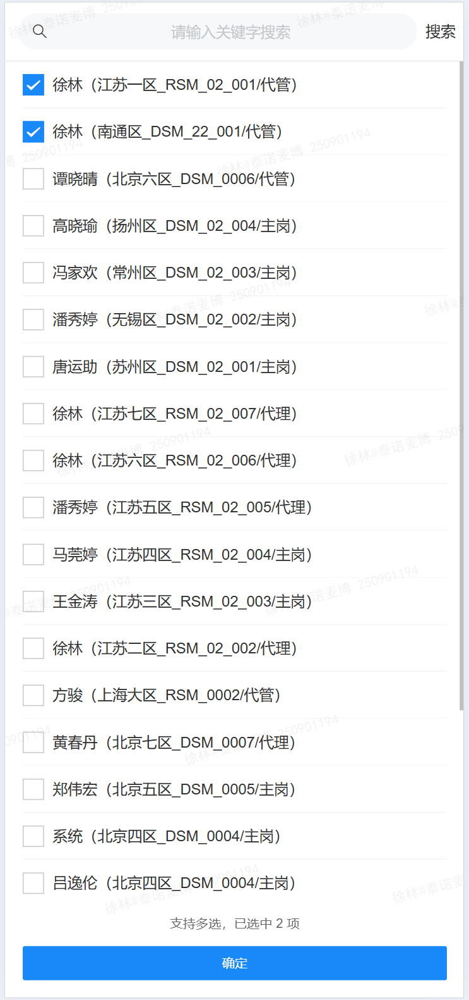 请输入关键字搜索 搜索
徐林（江苏一区_RSM_02_001/代管）
徐林（南通区_DSM_22_001/代管）
谭晓晴（北京六区_DSM_0006/代管）
高晓瑜（扬州区_DSM_02_004/主岗）
冯家欢（常州区_DSM_02_003/主岗）
潘秀婷（无锡区_DSM_02_002/主岗）
唐运助（苏州区_DSM_02_001/主岗）
徐林（江苏七区_RSM_02_007/代理）
徐林（江苏六区_RSM_02_006/代理）
潘秀婷（江苏五区_RSM_02_005/代理）
马莞婷（江苏四区_RSM_02_004/主岗）
王金涛（江苏三区_RSM_02_003/主岗）
徐林（江苏二区_RSM_02_002/代理）
方骏（上海大区_RSM_0002/代管）
黄春丹（北京七区_DSM_0007/代理）
郑伟宏（北京五区_DSM_0005/主岗）
系统（北京四区_DSM_0004/主岗）
吕逸伦（北京四区_DSM_0004/主岗）
支持多选，已选中 2 项
确定
徐林@泰诺麦博 250901194